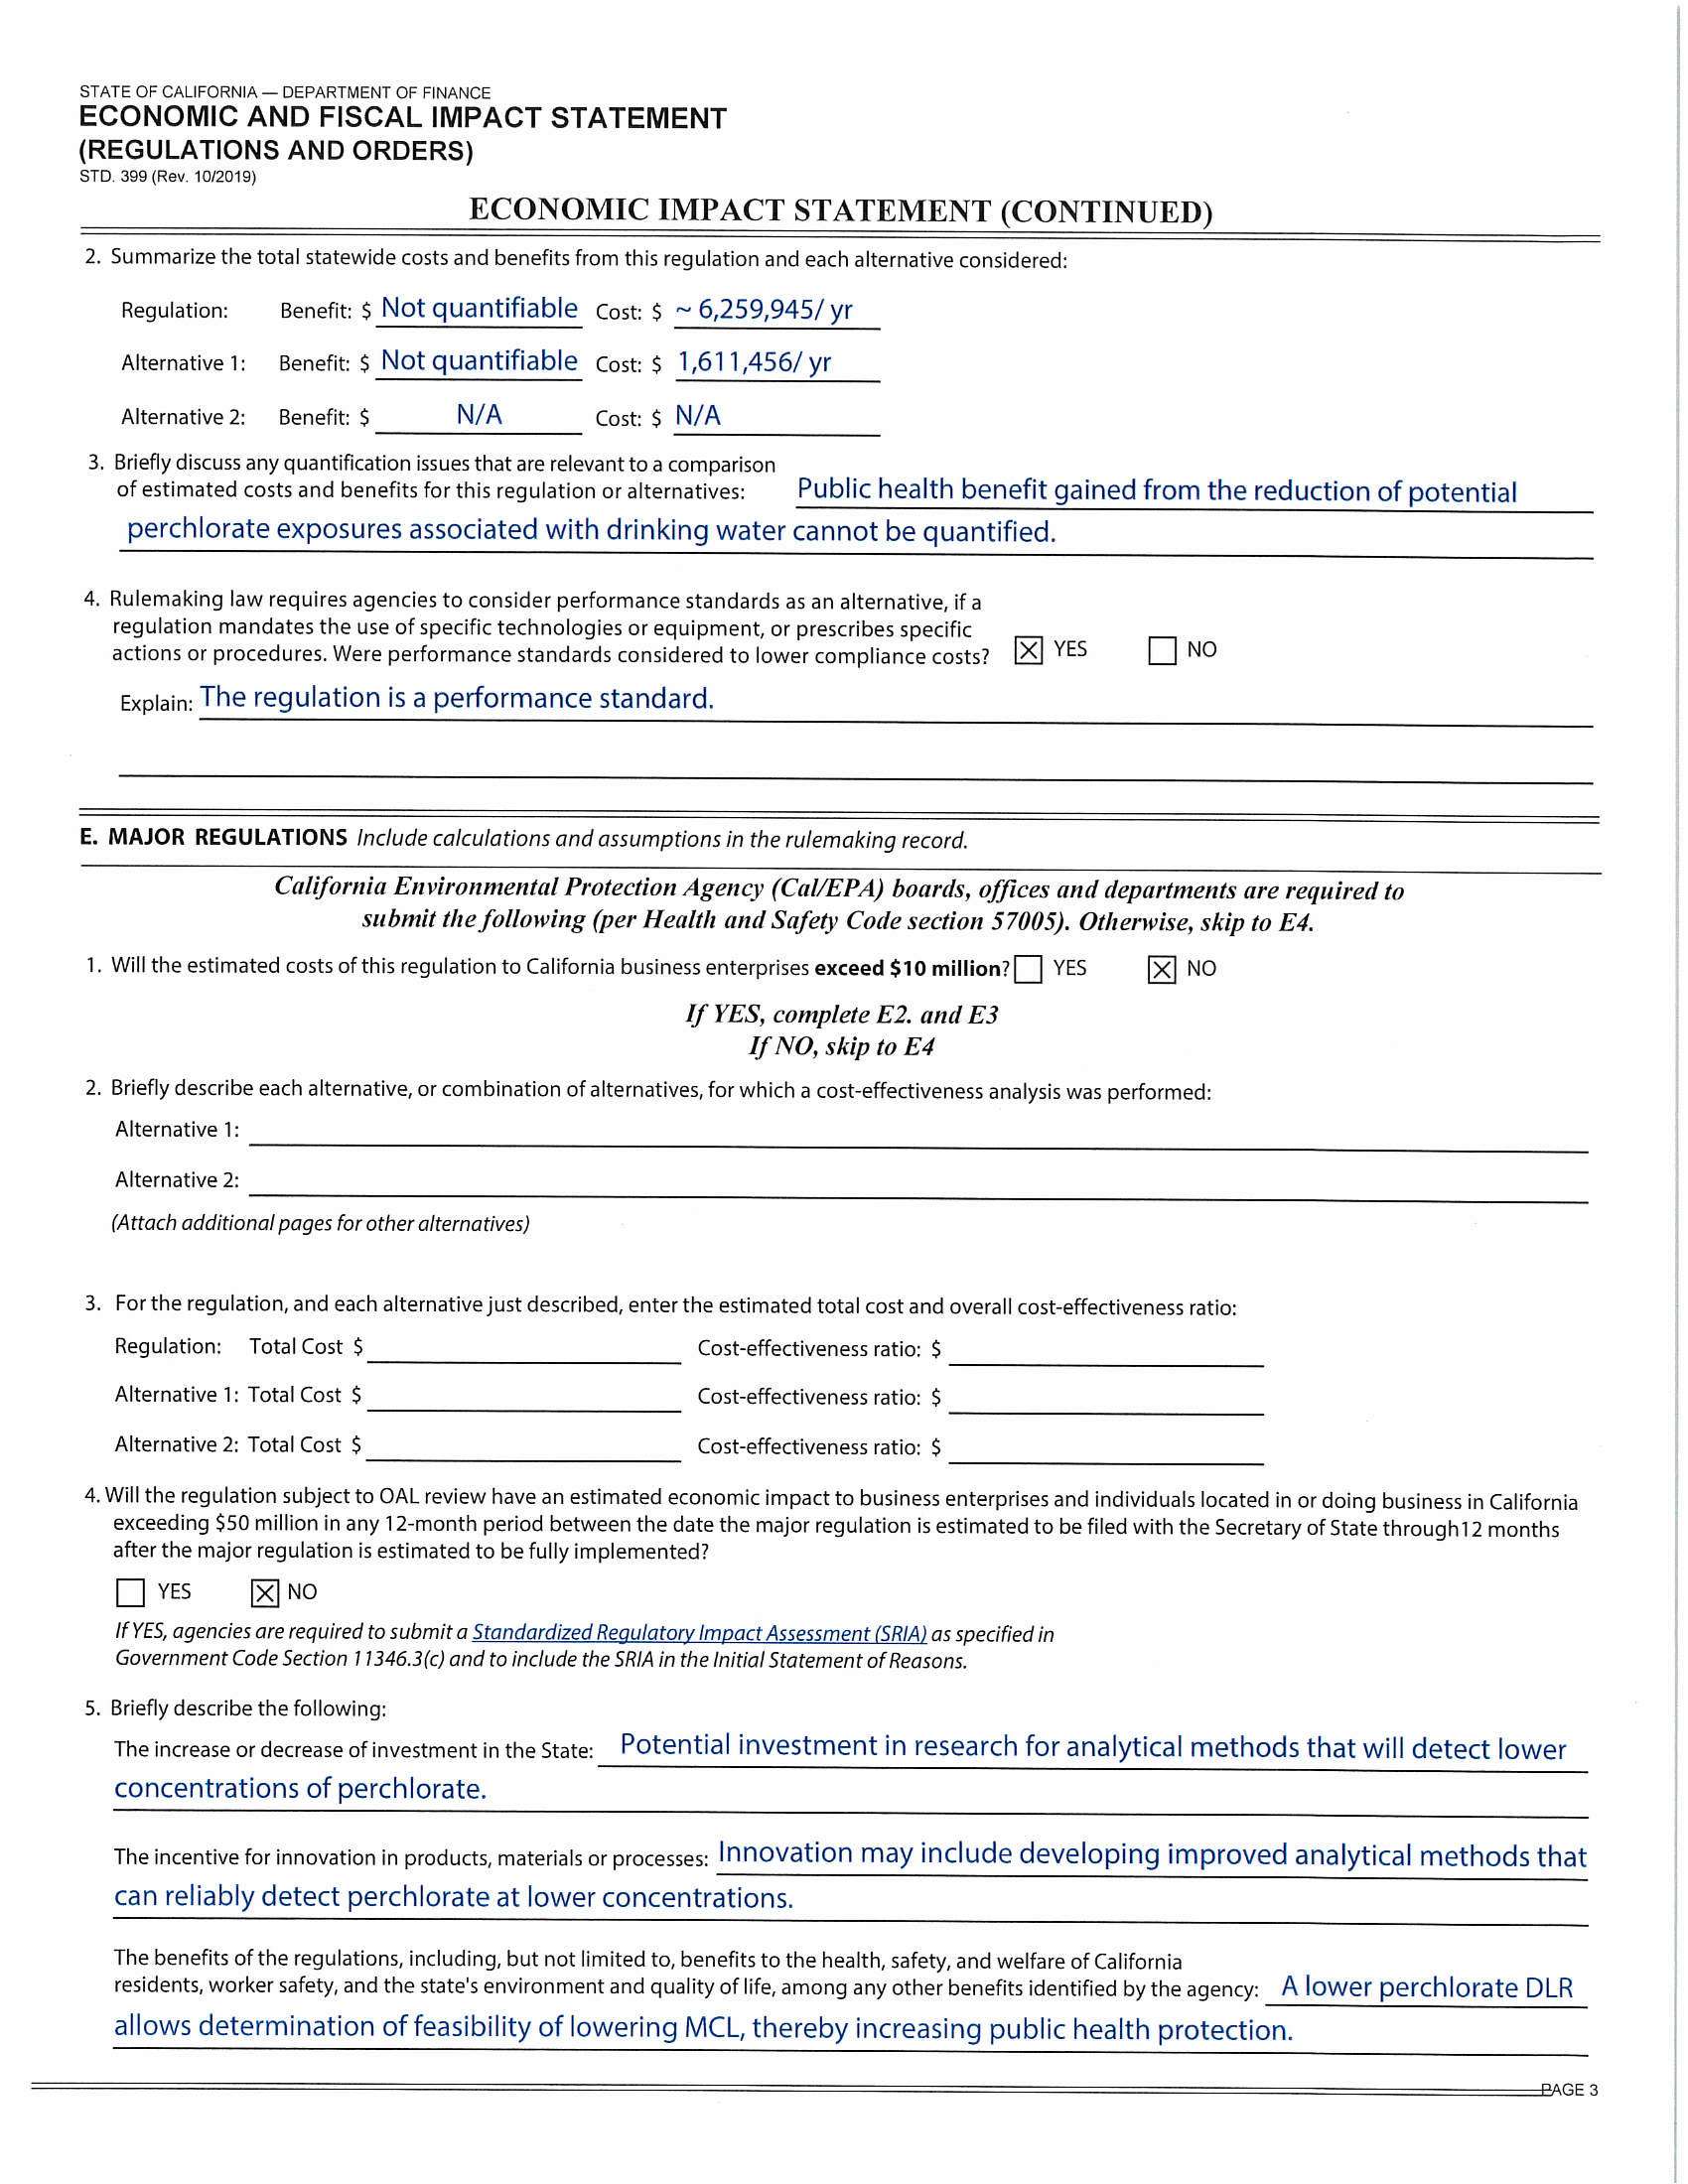 STATE OF CALIFORNIA — DEPARTMENT OF FINANCE
ECONOMIC AND FISCAL IMPACT STATEMENT
(REGULATIONS AND ORDERS)
STD. 399 (Rev. 10/2019)
ECONOMIC IMPACT STATEMENT (CONTINUED)
2. Summarize the total statewide costs and benefits from this regulation and each alternative considered:
Regulation: Benefit: $ Not quantifiable Cost: $ ~ 6,259,945/ yr
Alternative 1: Benefit: $ Not quantifiable Cost: $ 1,611,456/ yr
Alternative 2: Benefit: $ N/A Cost: $ N/A
3. Briefly discuss any quantification issues that are relevant to a comparison
of estimated costs and benefits for this regulation or alternatives: Public health benefit gained from the reduction of potential
perchlorate exposures associated with drinking water cannot be quantified.
4. Rulemaking law requires agencies to consider performance standards as an alternative, if a
regulation mandates the use of specific technologies or equipment, or prescribes specific
actions or procedures. Were performance standards considered to lower compliance costs? ☒ YES ☐ NO
Explain: The regulation is a performance standard.
E. MAJOR REGULATIONS Include calculations and assumptions in the rulemaking record.
California Environmental Protection Agency (Cal/EPA) boards, offices and departments are required to
submit the following (per Health and Safety Code section 57005). Otherwise, skip to E4.
1. Will the estimated costs of this regulation to California business enterprises exceed $10 million? ☐ YES ☒ NO
If YES, complete E2. and E3
If NO, skip to E4
2. Briefly describe each alternative, or combination of alternatives, for which a cost-effectiveness analysis was performed:
Alternative 1:
Alternative 2:
(Attach additional pages for other alternatives)
3. For the regulation, and each alternative just described, enter the estimated total cost and overall cost-effectiveness ratio:
Regulation: Total Cost $ Cost-effectiveness ratio: $
Alternative 1: Total Cost $ Cost-effectiveness ratio: $
Alternative 2: Total Cost $ Cost-effectiveness ratio: $
4. Will the regulation subject to OAL review have an estimated economic impact to business enterprises and individuals located in or doing business in California
exceeding $50 million in any 12-month period between the date the major regulation is estimated to be filed with the Secretary of State through12 months
after the major regulation is estimated to be fully implemented?
☐ YES ☒ NO
If YES, agencies are required to submit a Standardized Regulatory Impact Assessment (SRIA) as specified in
Government Code Section 11346.3(c) and to include the SRIA in the Initial Statement of Reasons.
5. Briefly describe the following:
The increase or decrease of investment in the State: Potential investment in research for analytical methods that will detect lower
concentrations of perchlorate.
The incentive for innovation in products, materials or processes: Innovation may include developing improved analytical methods that
can reliably detect perchlorate at lower concentrations.
The benefits of the regulations, including, but not limited to, benefits to the health, safety, and welfare of California
residents, worker safety, and the state's environment and quality of life, among any other benefits identified by the agency: A lower perchlorate DLR
allows determination of feasibility of lowering MCL, thereby increasing public health protection.
PAGE 3